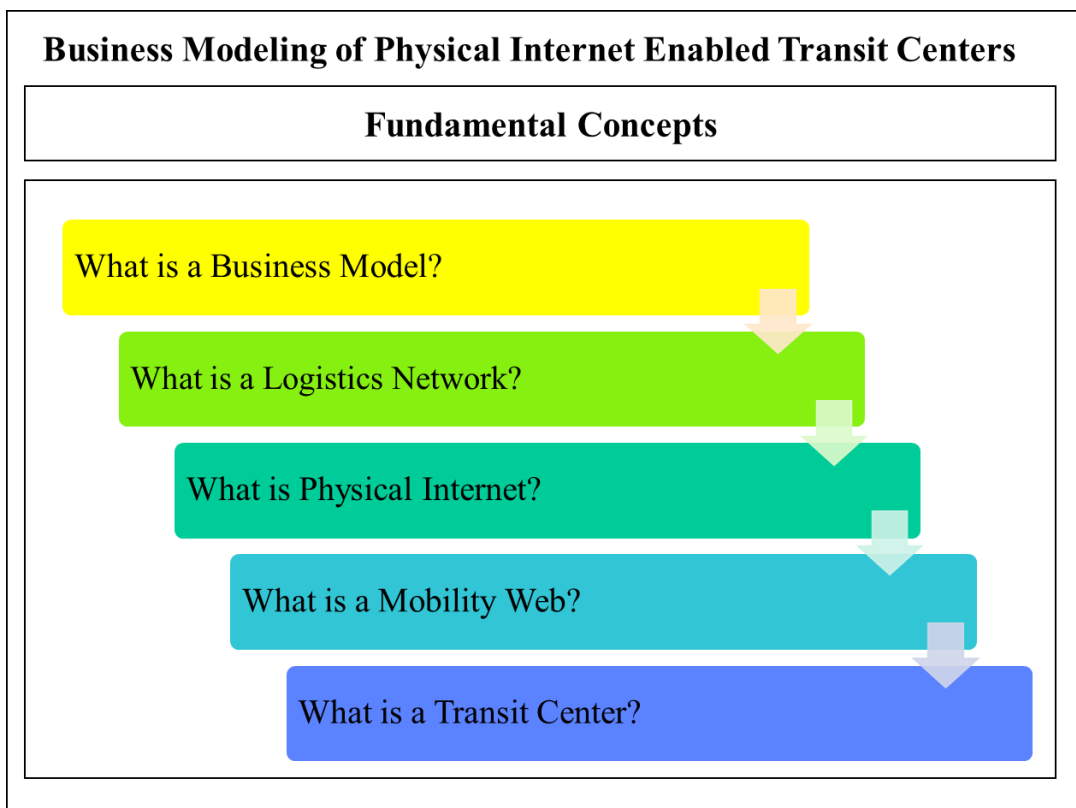 Business Modeling of Physical Internet Enabled Transit Centers
Fundamental Concepts
What is a Business Model?
What is a Logistics Network?
What is Physical Internet?
What is a Mobility Web?
What is a Transit Center?